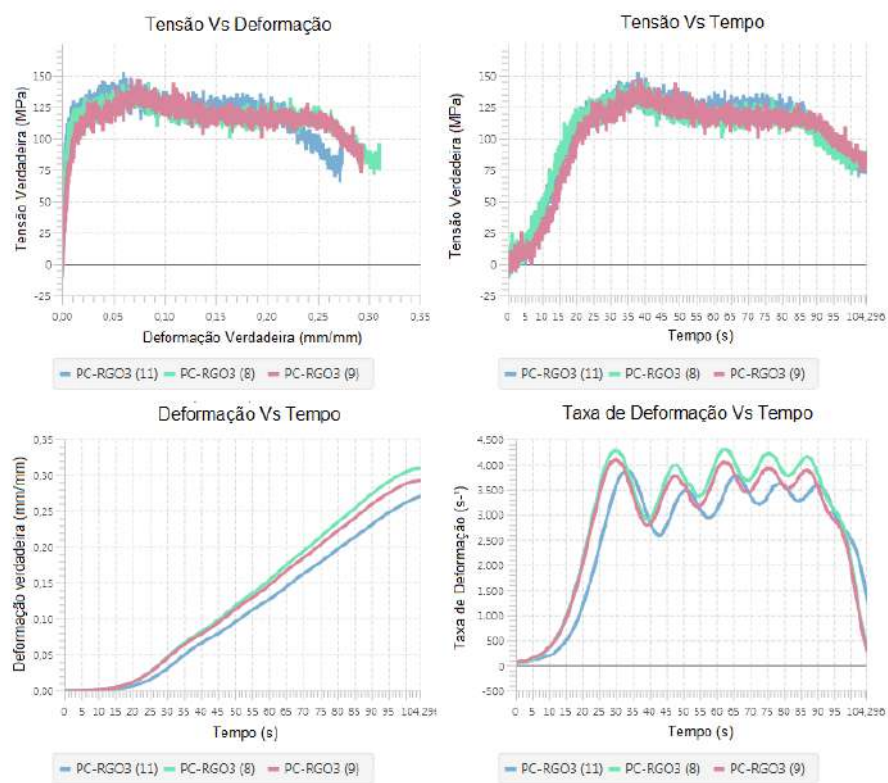 Tensão Vs Deformação
Tensão Verdadeira (MPa)
150
125
100
75
50
25
0
-25
0,00 0,05 0,10 0,15 0,20 0,25 0,30 0,35
Deformação Verdadeira (mm/mm)
PC-RGO3 (11) PC-RGO3 (8) PC-RGO3 (9)
Tensão Vs Tempo
Tensão Verdadeira (MPa)
150
125
100
75
50
25
0
-25
0 5 10 15 20 25 30 35 40 45 50 55 60 65 70 75 80 85 90 104,296
Tempo (s)
PC-RGO3 (11) PC-RGO3 (8) PC-RGO3 (9)
Deformação Vs Tempo
Deformação verdadeira (mm/mm)
0,35
0,30
0,25
0,20
0,15
0,10
0,05
0,00
0 5 10 15 20 25 30 35 40 45 50 55 60 65 70 75 80 85 90 104,296
Tempo (s)
PC-RGO3 (11) PC-RGO3 (8) PC-RGO3 (9)
Taxa de Deformação Vs Tempo
Taxa de Deformação (s-¹)
4.500
4.000
3.500
3.000
2.500
2.000
1.500
1.000
500
0
-500
0 5 10 15 20 25 30 35 40 45 50 55 60 65 70 75 80 85 90 104,296
Tempo (s)
PC-RGO3 (11) PC-RGO3 (8) PC-RGO3 (9)